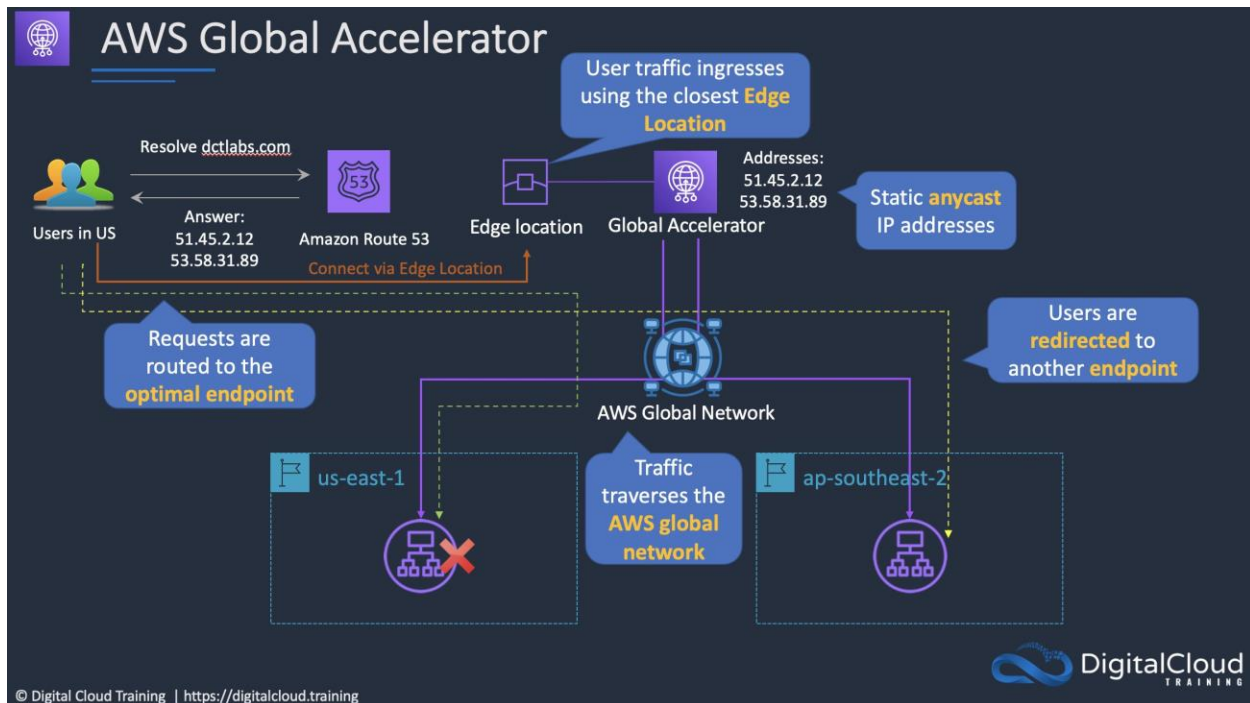 AWS Global Accelerator
User traffic ingresses
using the closest Edge
Location
Resolve dctlabs.com
53
Answer:
51.45.2.12
53.58.31.89
Users in US
Amazon Route 53
Connect via Edge Location
Edge location
Global Accelerator
Addresses:
51.45.2.12
53.58.31.89
Static anycast
IP addresses
Requests are
routed to the
optimal endpoint
Users are
redirected to
another endpoint
AWS Global Network
Traffic
traverses the
AWS global
network
us-east-1
ap-southeast-2
DigitalCloud
TRAINING
© Digital Cloud Training | https://digitalcloud.training